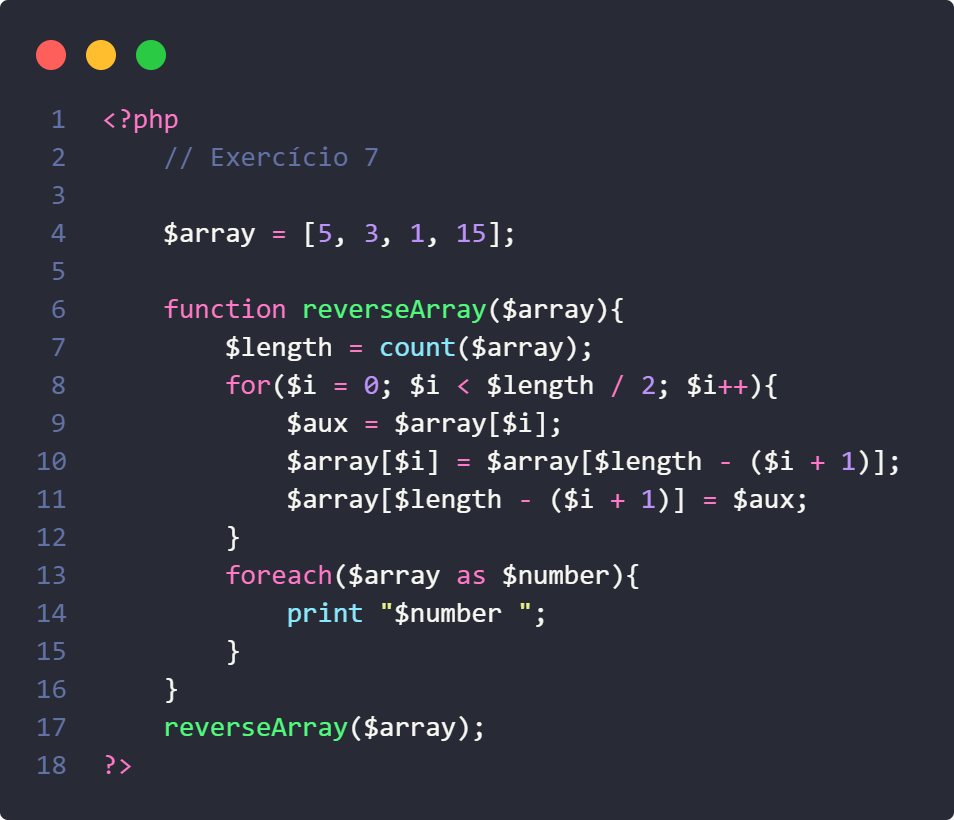 1 <?php
2     // Exercício 7
3
4     $array = [5, 3, 1, 15];
5
6     function reverseArray($array){
7         $length = count($array);
8         for($i = 0; $i < $length / 2; $i++){
9             $aux = $array[$i];
10             $array[$i] = $array[$length - ($i + 1)];
11             $array[$length - ($i + 1)] = $aux;
12         }
13         foreach($array as $number){
14             print "$number ";
15         }
16     }
17     reverseArray($array);
18 ?>